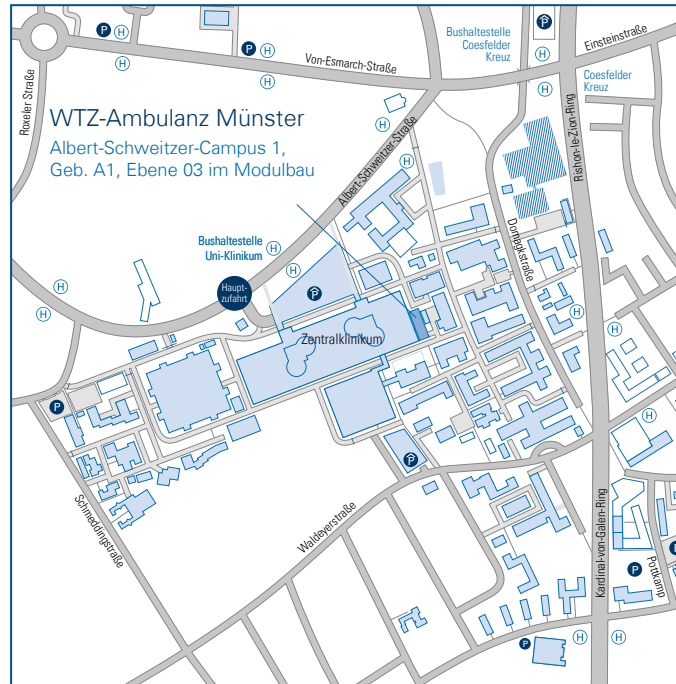 P
H
H
P
H
H
Von-Esmarch-Straße
Bushaltestelle
Coesfelder
Kreuz
P
H
H
Einsteinstraße
Coesfelder
Kreuz
Roxeler Straße
WTZ-Ambulanz Münster
Albert-Schweitzer-Campus 1,
Geb. A1, Ebene 03 im Modulbau
H
H
Albert-Schweitzer-Straße
Rishon-le-Zion-Ring
Domagkstraße
Bushaltestelle
Uni-Klinikum
H
H
Haupt-
zufahrt
P
H
H
Zentralklinikum
H
H
P
H
P
Schmeddingstraße
Waldeyerstraße
Kardinal-von-Galen-Ring
Pottkamp
P
P
P
H
H